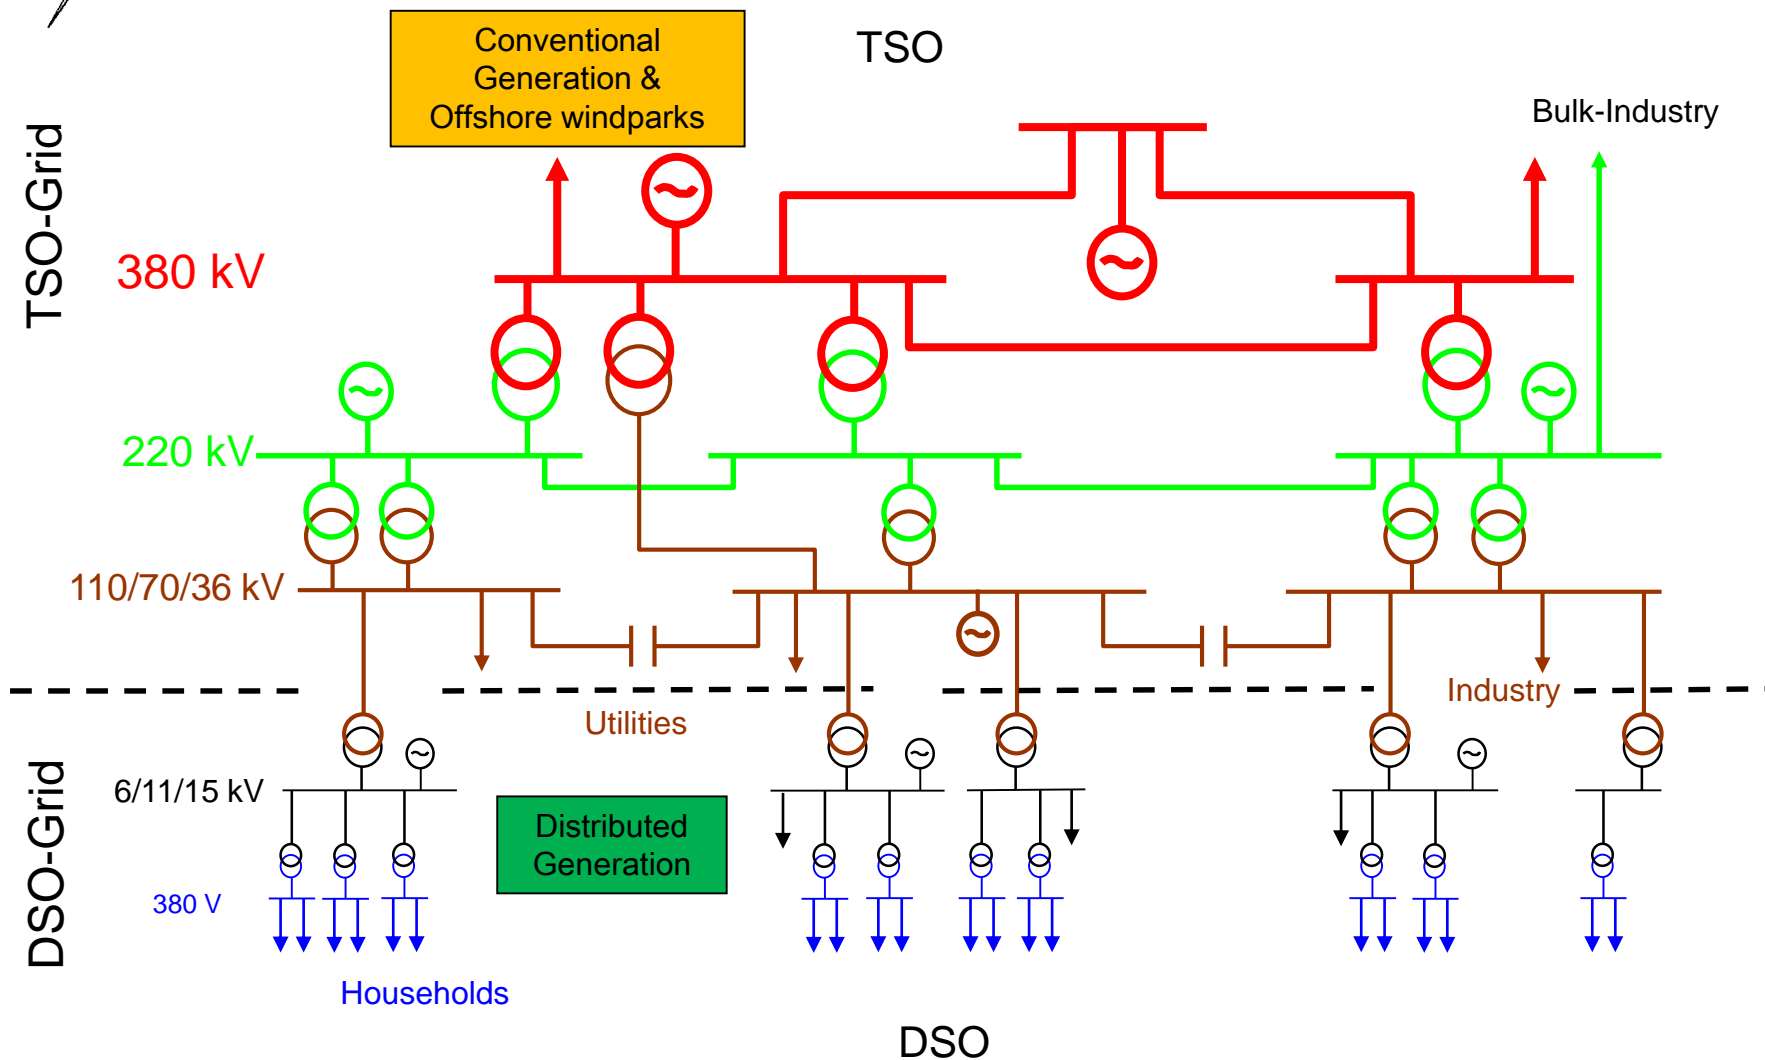 Conventional
Generation &
Offshore windparks
TSO
Bulk-Industry
TSO-Grid
380 kV
220 kV
110/70/36 kV
Utilities
Industry
DSO-Grid
6/11/15 kV
Distributed
Generation
380 V
Households
DSO